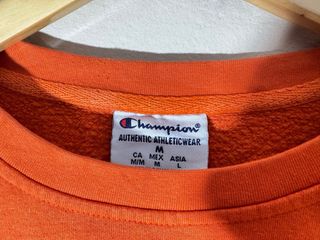 Champion
AUTHENTIC ATHLETICWEAR
M
CA MEX ASIA
M/M M L